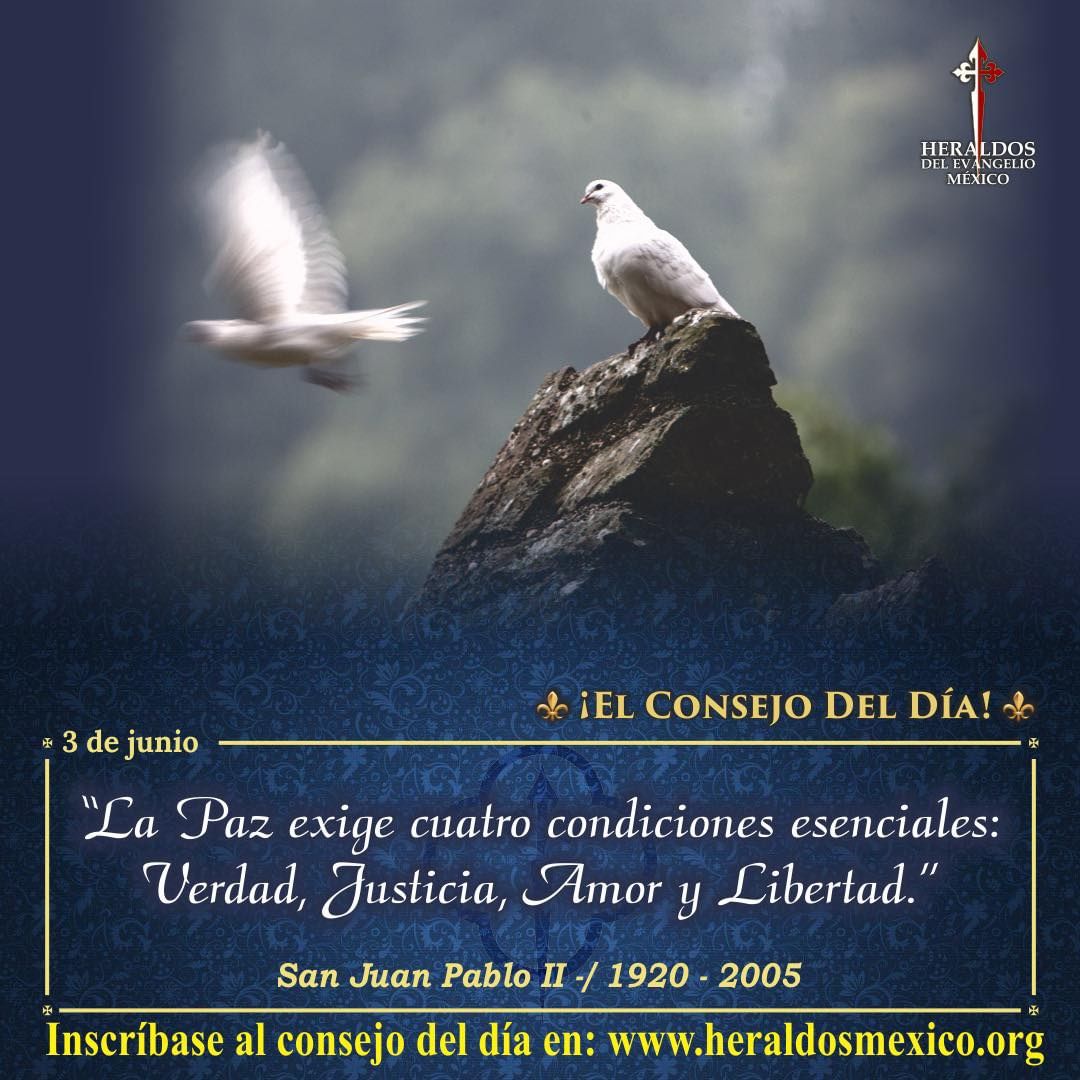 HERALDOS
DEL EVANGELIO
MÉXICO
¡El Consejo Del Día!
3 de junio
“La Paz exige cuatro condiciones esenciales:
Verdad, Justicia, Amor y Libertad.”
San Juan Pablo II -/ 1920 - 2005
Inscríbase al consejo del día en: www.heraldosmexico.org